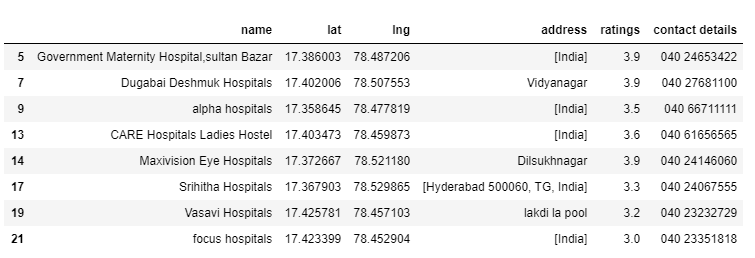 name lat lng address ratings contact details
5 Government Maternity Hospital,sultan Bazar 17.386003 78.487206 [India] 3.9 040 24653422
7 Dugabai Deshmuk Hospitals 17.402006 78.507553 Vidyanagar 3.9 040 27681100
9 alpha hospitals 17.358645 78.477819 [India] 3.5 040 66711111
13 CARE Hospitals Ladies Hostel 17.403473 78.459873 [India] 3.6 040 61656565
14 Maxivision Eye Hospitals 17.372667 78.521180 Dilsukhnagar 3.9 040 24146060
17 Srihitha Hospitals 17.367903 78.529865 [Hyderabad 500060, TG, India] 3.3 040 24067555
19 Vasavi Hospitals 17.425781 78.457103 lakdi la pool 3.2 040 23232729
21 focus hospitals 17.423399 78.452904 [India] 3.0 040 23351818